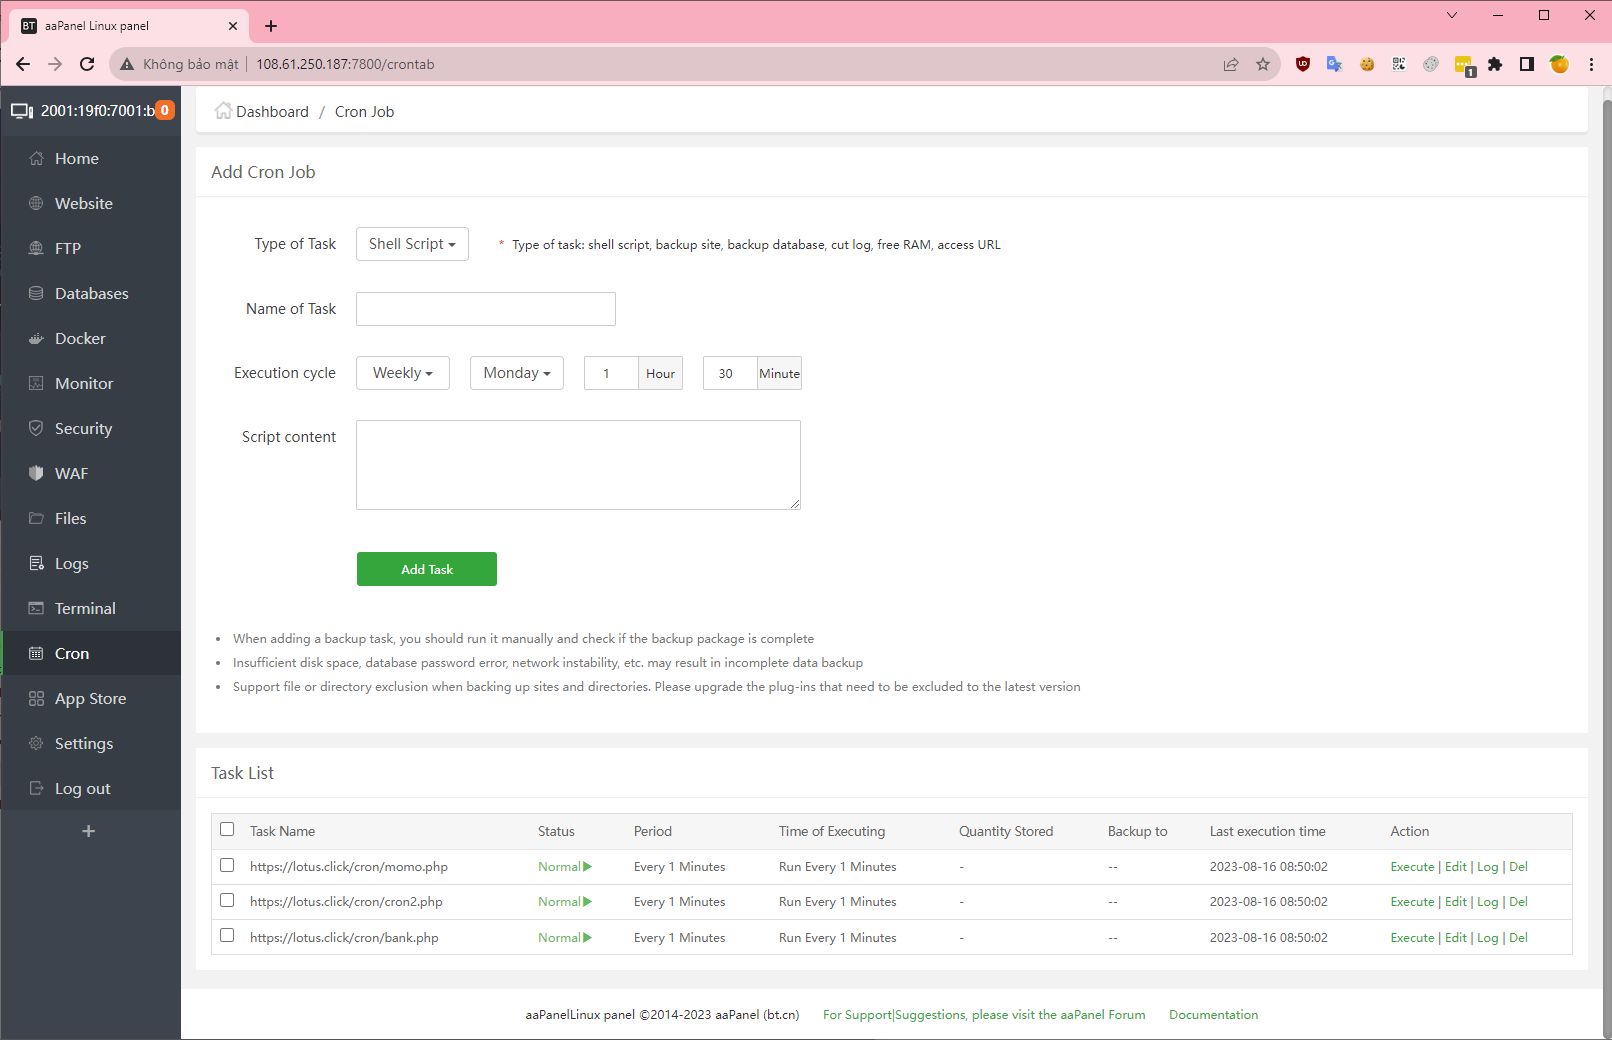 BT aaPanel Linux panel
Không bảo mật 108.61.250.187:7800/crontab
1
2001:19f0:7001:b 0
Home
Website
FTP
Databases
Docker
Monitor
Security
WAF
Files
Logs
Terminal
Cron
App Store
Settings
Log out
Dashboard / Cron Job
Add Cron Job
Type of Task Shell Script * Type of task: shell script, backup site, backup database, cut log, free RAM, access URL
Name of Task
Execution cycle Weekly Monday 1 Hour 30 Minute
Script content
Add Task
• When adding a backup task, you should run it manually and check if the backup package is complete
• Insufficient disk space, database password error, network instability, etc. may result in incomplete data backup
• Support file or directory exclusion when backing up sites and directories. Please upgrade the plug-ins that need to be excluded to the latest version
Task List
Task Name Status Period Time of Executing Quantity Stored Backup to Last execution time Action
https://lotus.click/cron/momo.php Normal Every 1 Minutes Run Every 1 Minutes - -- 2023-08-16 08:50:02 Execute | Edit | Log | Del
https://lotus.click/cron/cron2.php Normal Every 1 Minutes Run Every 1 Minutes - -- 2023-08-16 08:50:02 Execute | Edit | Log | Del
https://lotus.click/cron/bank.php Normal Every 1 Minutes Run Every 1 Minutes - -- 2023-08-16 08:50:02 Execute | Edit | Log | Del
aaPanelLinux panel ©2014-2023 aaPanel (bt.cn) For Support|Suggestions, please visit the aaPanel Forum Documentation